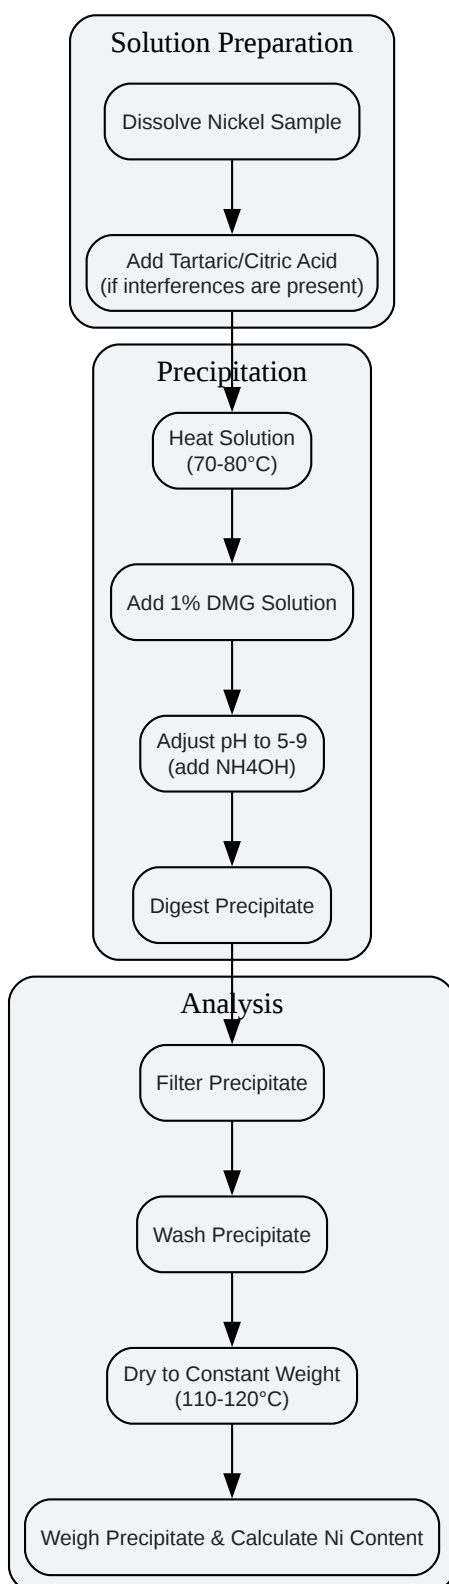 Solution Preparation
Dissolve Nickel Sample
Add Tartaric/Citric Acid
(if interferences are present)
Precipitation
Heat Solution
(70-80°C)
Add 1% DMG Solution
Adjust pH to 5-9
(add NH4OH)
Digest Precipitate
Analysis
Filter Precipitate
Wash Precipitate
Dry to Constant Weight
(110-120°C)
Weigh Precipitate & Calculate Ni Content